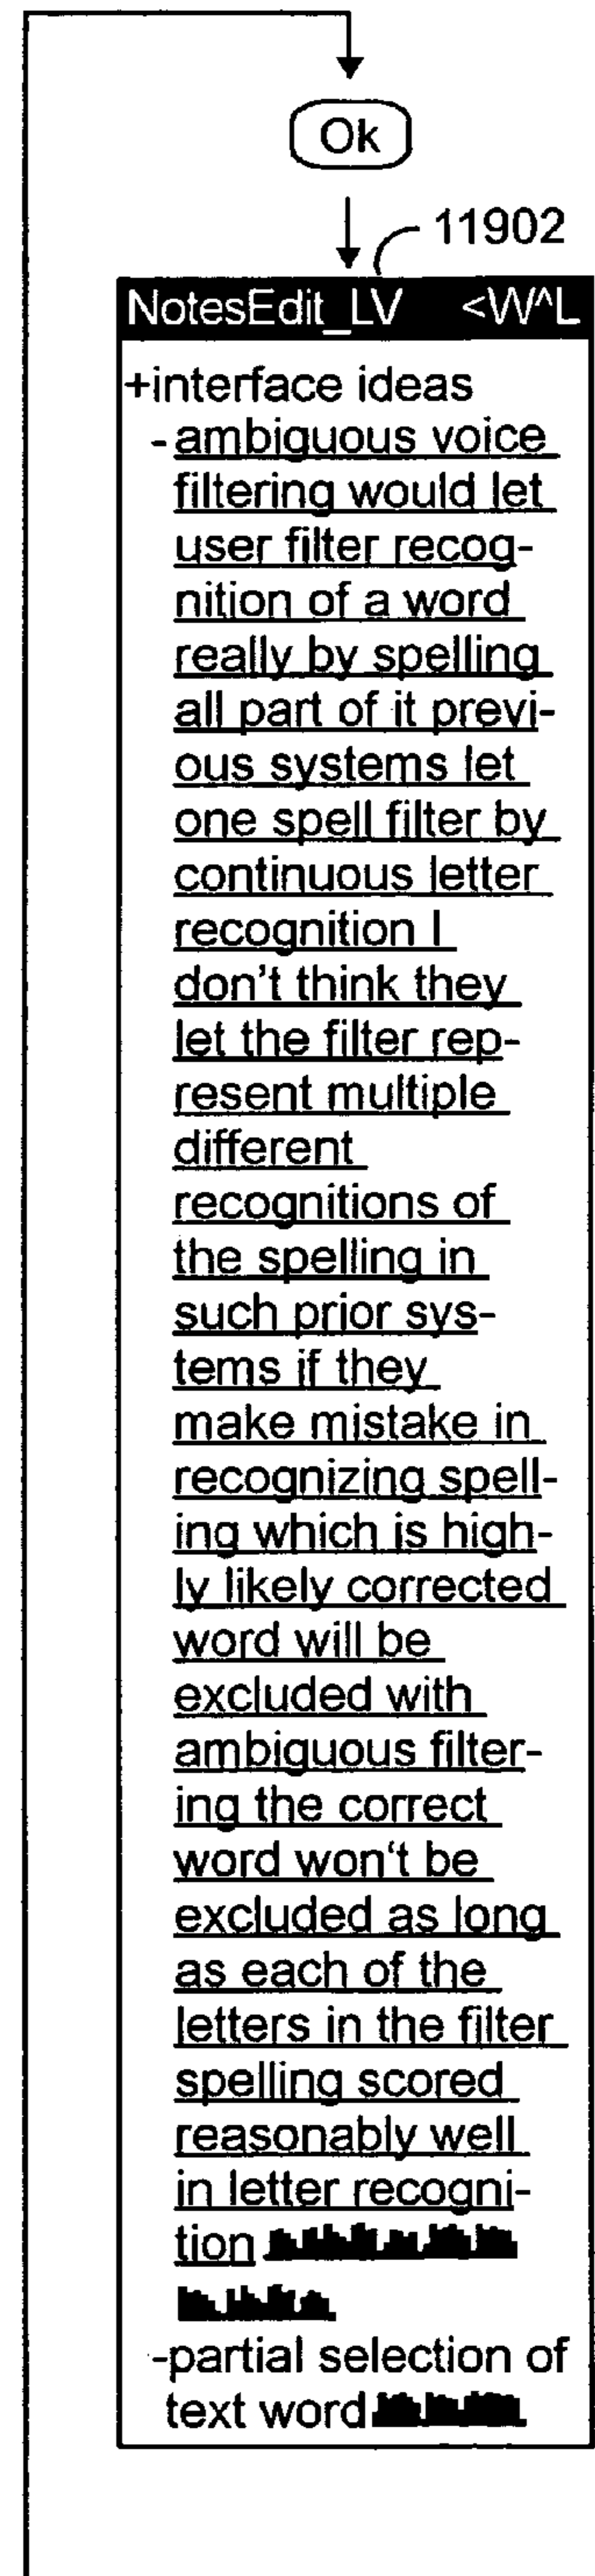 Ok
11902
NotesEdit_LV <W^L
+interface ideas
-ambiguous voice
filtering would let
user filter recog-
nition of a word
really by spelling
all part of it previ-
ous systems let
one spell filter by
continuous letter
recognition I
don't think they
let the filter rep-
resent multiple
different
recognitions of
the spelling in
such prior sys-
tems if they
make mistake in
recognizing spell-
ing which is high-
ly likely corrected
word will be
excluded with
ambiguous filter-
ing the correct
word won't be
excluded as long
as each of the
letters in the filter
spelling scored
reasonably well
in letter recogni-
tion
-partial selection of
text word